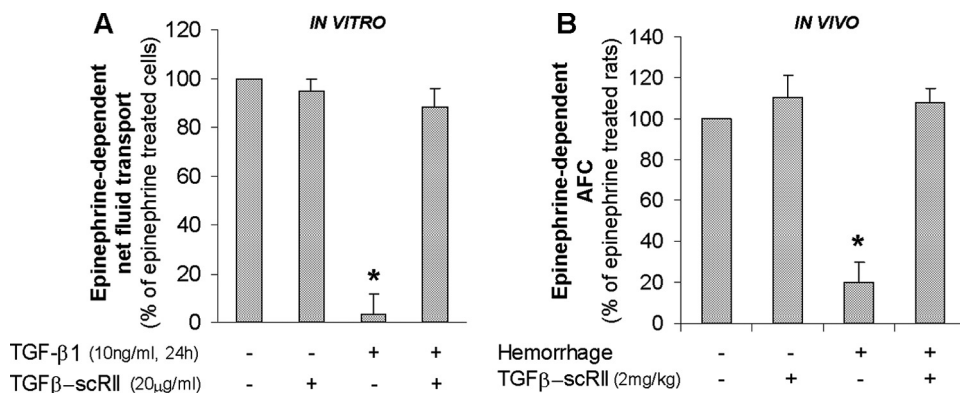 A
IN VITRO
Epinephrine-dependent
net fluid transport
(% of epinephrine treated cells)
120
100
80
60
40
20
0
*
TGF-β1 (10ng/ml, 24h) - - + +
TGFβ–scRII (20µg/ml) - + - +
B
IN VIVO
Epinephrine-dependent
AFC
(% of epinephrine treated rats)
140
120
100
80
60
40
20
0
*
Hemorrhage - - + +
TGFβ–scRII (2mg/kg) - + - +